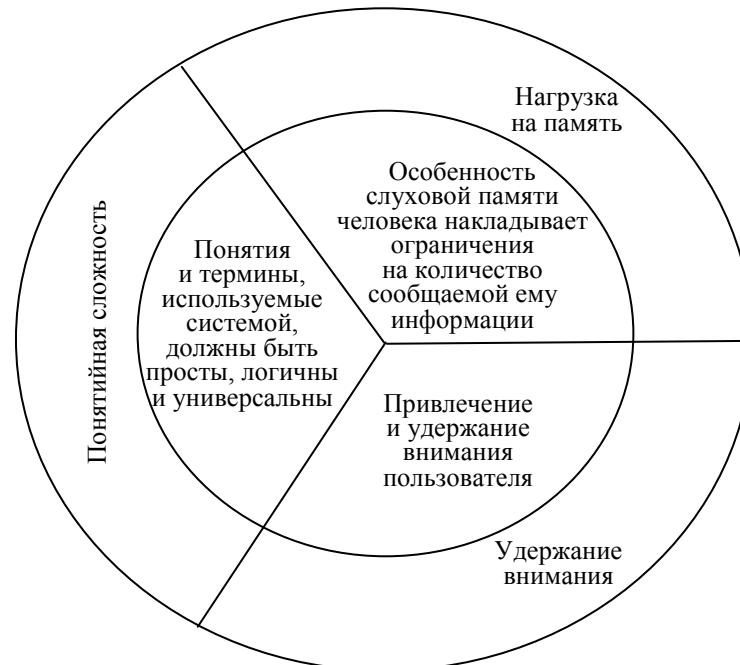 Нагрузка
на память
Особенность
слуховой памяти
человека накладывает
ограничения
на количество
сообщаемой ему
информации
Понятийная сложность
Понятия
и термины,
используемые
системой,
должны быть
просты, логичны
и универсальны
Привлечение
и удержание
внимания
пользователя
Удержание
внимания